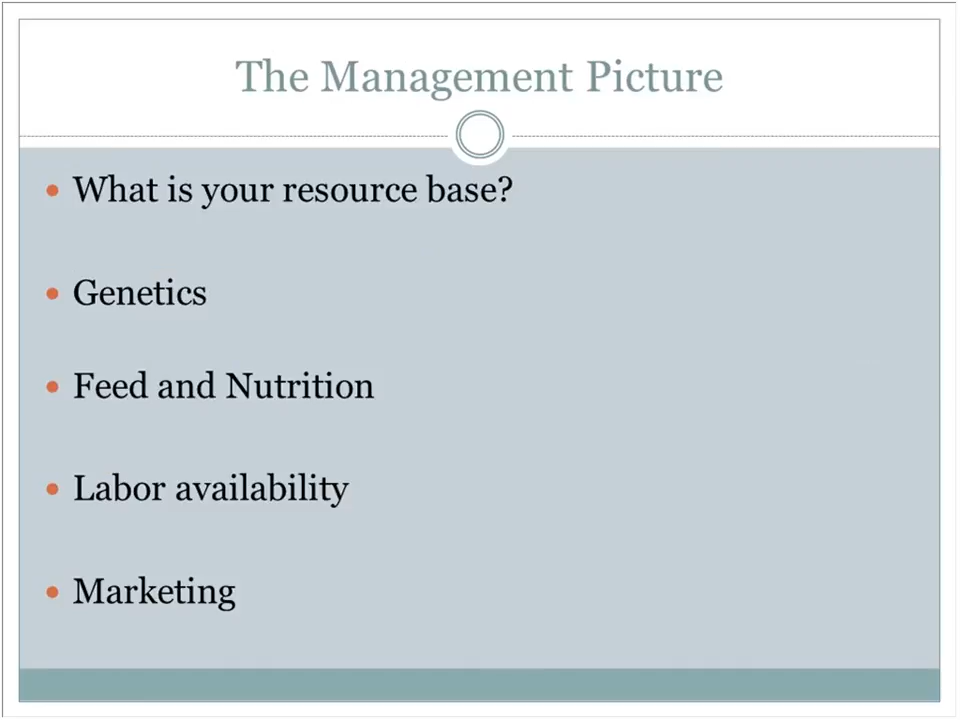 The Management Picture
What is your resource base?
Genetics
Feed and Nutrition
Labor availability
Marketing